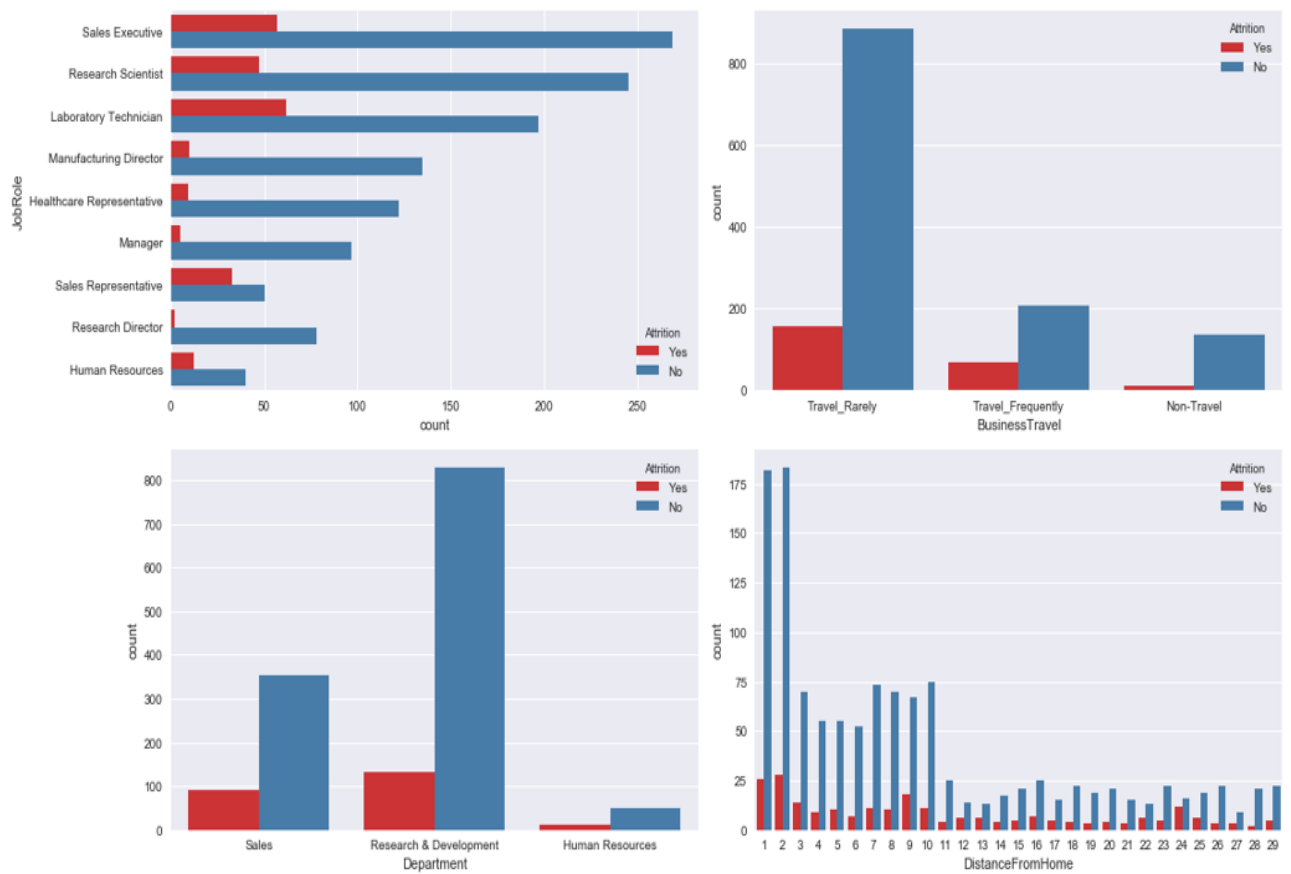 JobRole
Sales Executive
Research Scientist
Laboratory Technician
Manufacturing Director
Healthcare Representative
Manager
Sales Representative
Research Director
Human Resources
Attrition
Yes
No
0 50 100 150 200 250
count
count
800
600
400
200
0
Attrition
Yes
No
Travel_Rarely Travel_Frequently Non-Travel
BusinessTravel
count
800
700
600
500
400
300
200
100
0
Attrition
Yes
No
Sales Research & Development Human Resources
Department
count
175
150
125
100
75
50
25
0
Attrition
Yes
No
1 2 3 4 5 6 7 8 9 10 11 12 13 14 15 16 17 18 19 20 21 22 23 24 25 26 27 28 29
DistanceFromHome